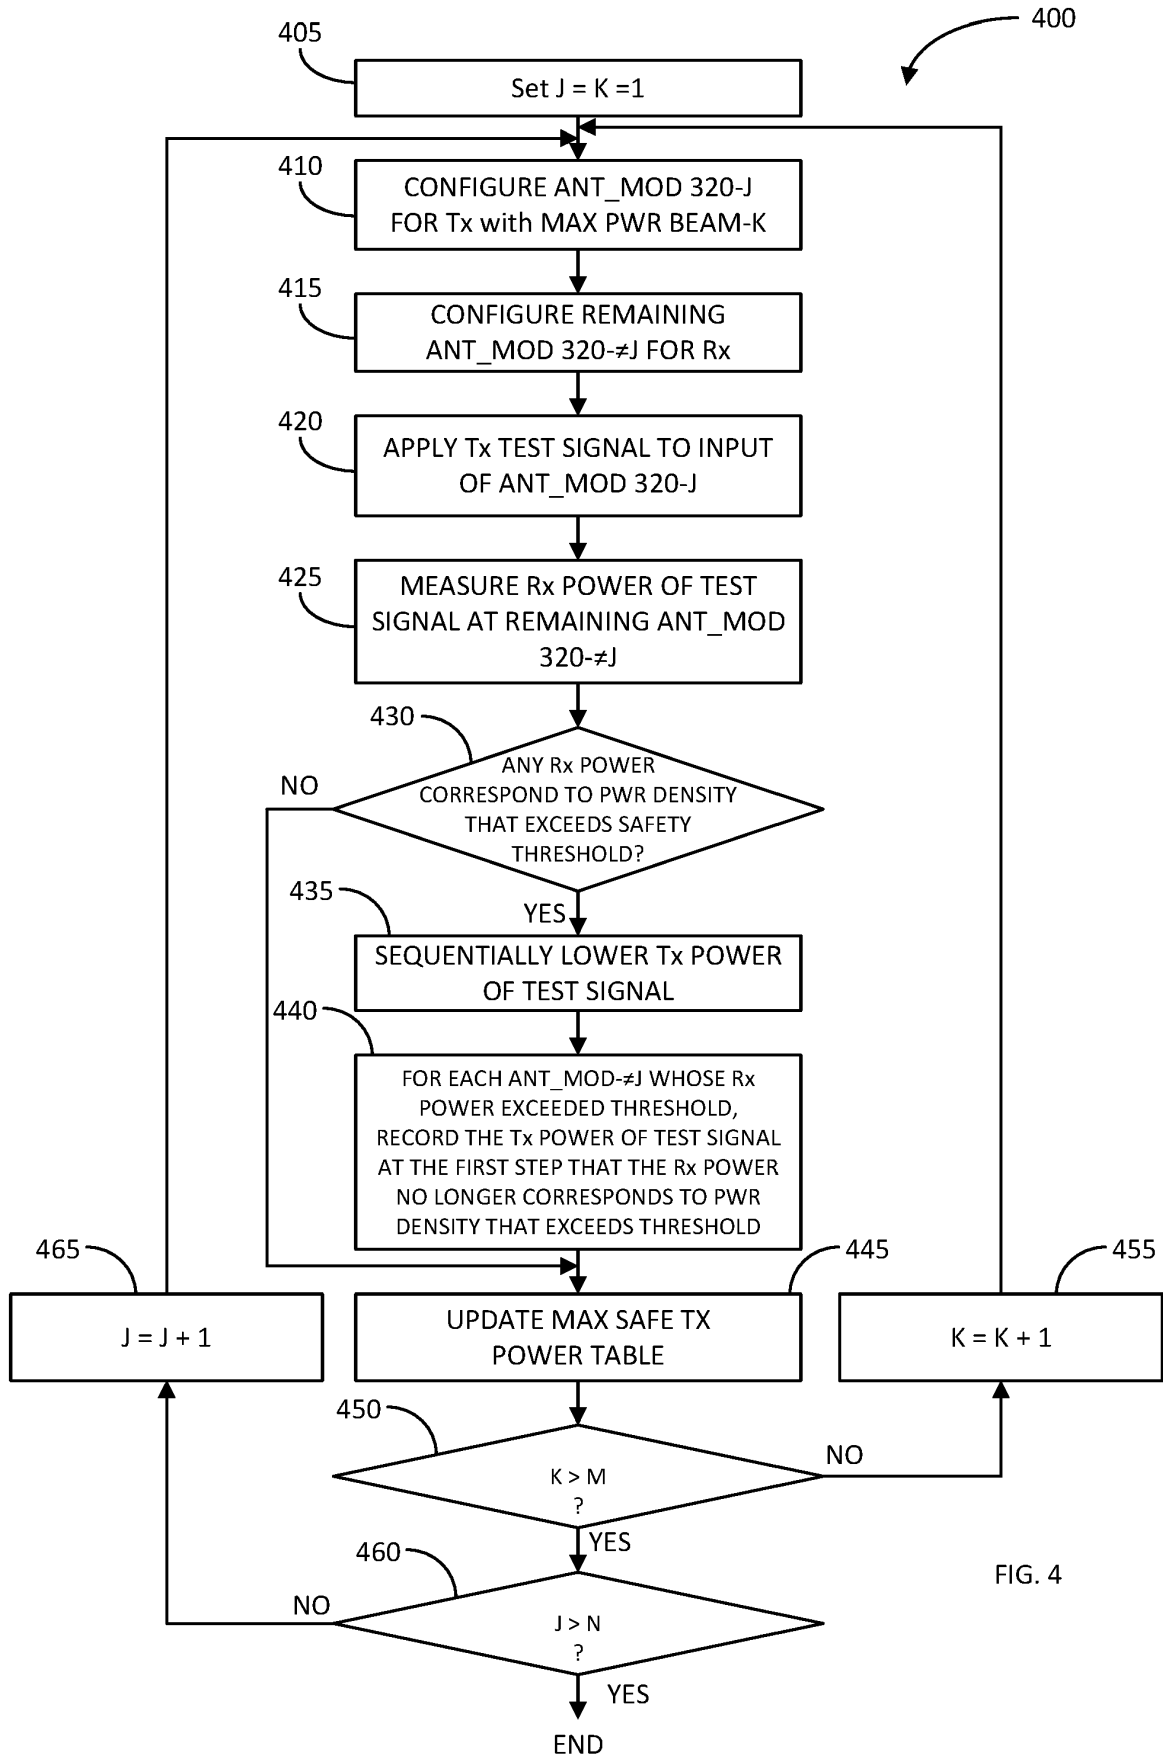 400
405
Set J = K =1
410
CONFIGURE ANT_MOD 320-J
FOR Tx with MAX PWR BEAM-K
415
CONFIGURE REMAINING
ANT_MOD 320-≠J FOR Rx
420
APPLY Tx TEST SIGNAL TO INPUT
OF ANT_MOD 320-J
425
MEASURE Rx POWER OF TEST
SIGNAL AT REMAINING ANT_MOD
320-≠J
430
ANY Rx POWER
CORRESPOND TO PWR DENSITY
THAT EXCEEDS SAFETY
THRESHOLD?
NO
YES
435
SEQUENTIALLY LOWER Tx POWER
OF TEST SIGNAL
440
FOR EACH ANT_MOD-≠J WHOSE Rx
POWER EXCEEDED THRESHOLD,
RECORD THE Tx POWER OF TEST SIGNAL
AT THE FIRST STEP THAT THE Rx POWER
NO LONGER CORRESPONDS TO PWR
DENSITY THAT EXCEEDS THRESHOLD
465
J = J + 1
445
UPDATE MAX SAFE TX
POWER TABLE
455
K = K + 1
450
K > M
?
NO
YES
460
J > N
?
NO
YES
END
FIG. 4